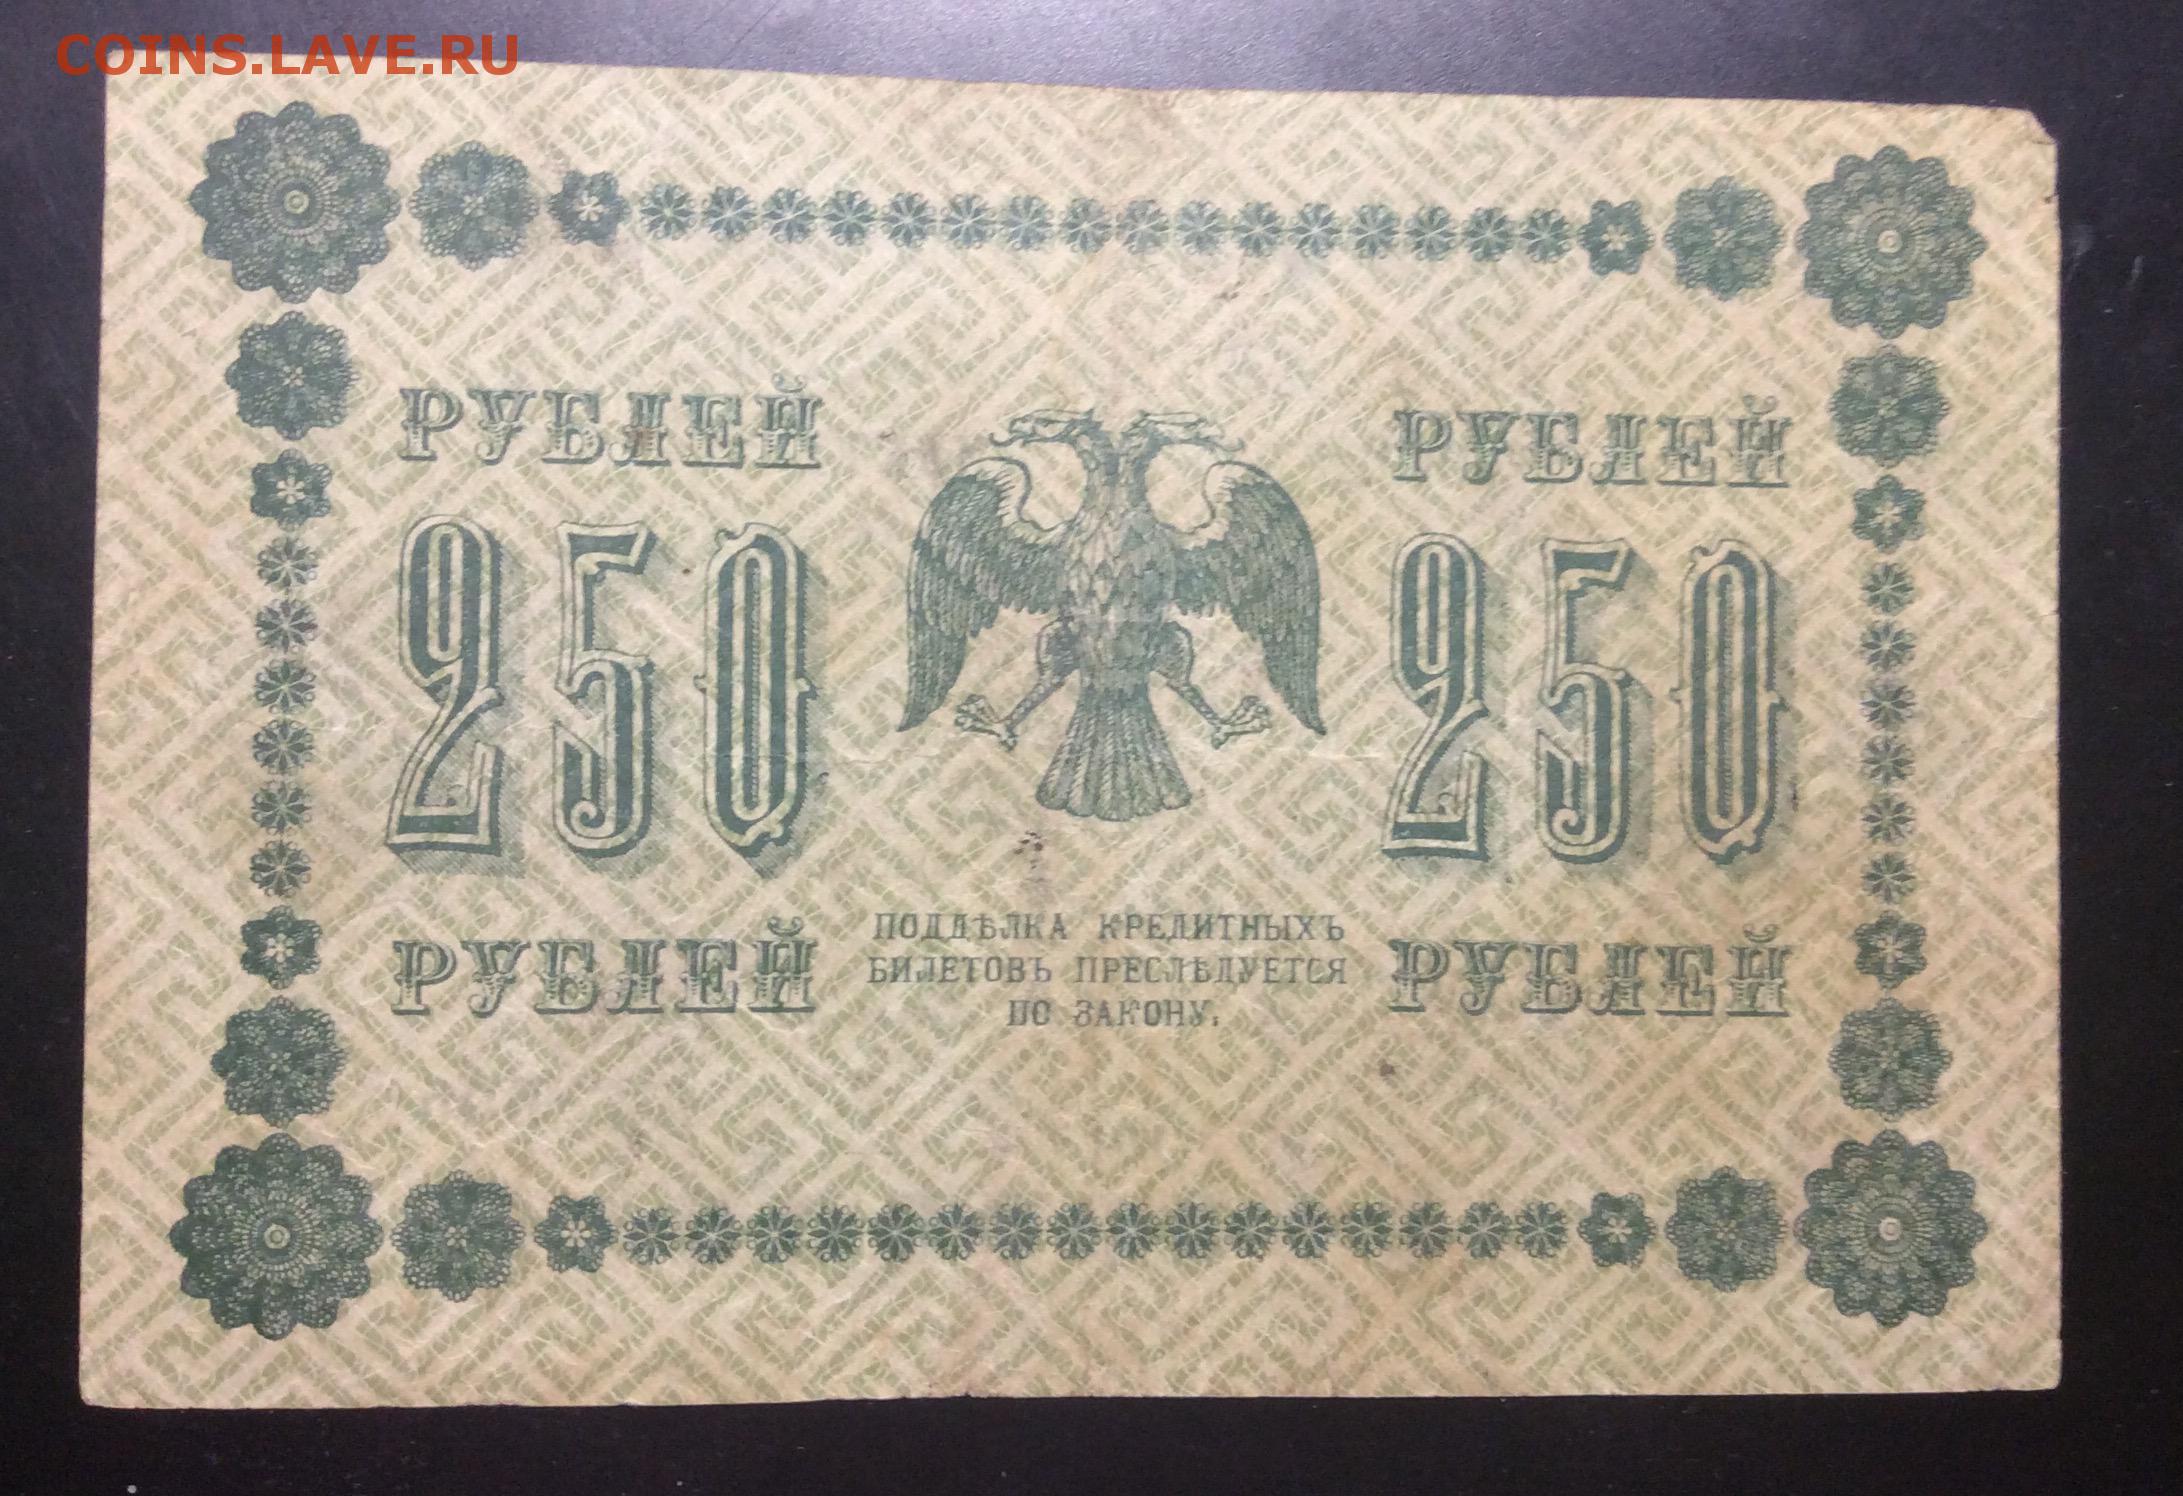 COINS.LAVE.RU
РУБЛЕЙ
РУБЛЕЙ
250
250
РУБЛЕЙ
ПОДДѢЛКА КРЕДИТНЫХЪ
БИЛЕТОВЪ ПРЕСЛѢДУЕТСЯ
ПО ЗАКОНУ.
РУБЛЕЙ